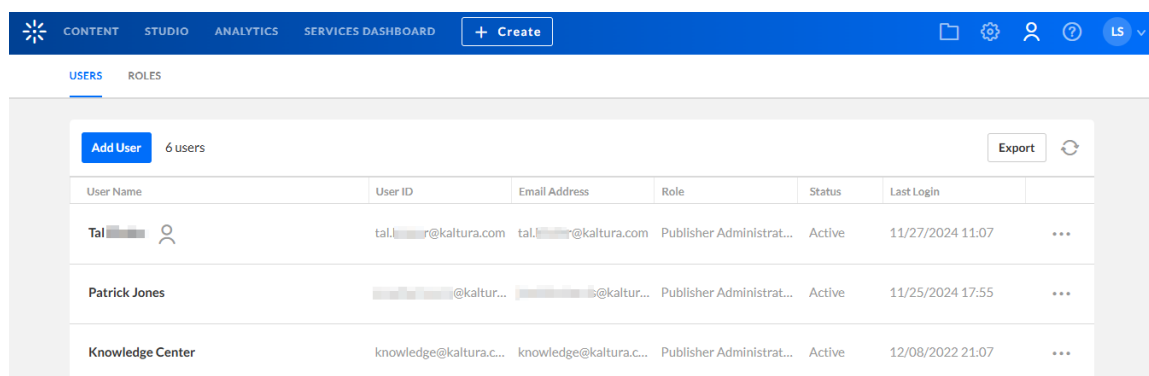 CONTENT STUDIO ANALYTICS SERVICES DASHBOARD + Create ? LS
USERS ROLES
Add User 6 users Export
User Name User ID Email Address Role Status Last Login
Tal tal. r@kaltura.com tal. r@kaltura.com Publisher Administrat... Active 11/27/2024 11:07 •••
Patrick Jones @kaltur... s@kaltur... Publisher Administrat... Active 11/25/2024 17:55 •••
Knowledge Center knowledge@kaltura.c... knowledge@kaltura.c... Publisher Administrat... Active 12/08/2022 21:07 •••